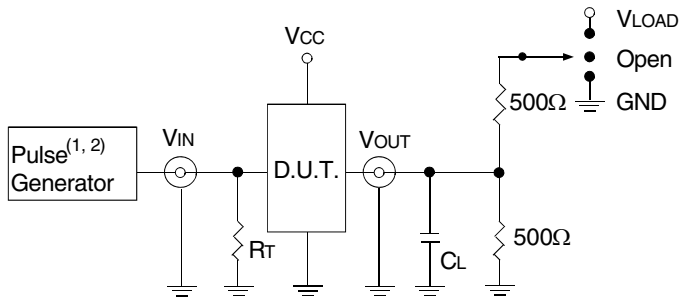 VLOAD
VCC
Open
500Ω
GND
VIN
VOUT
Pulse(1, 2)
Generator
D.U.T.
RT
CL
500Ω